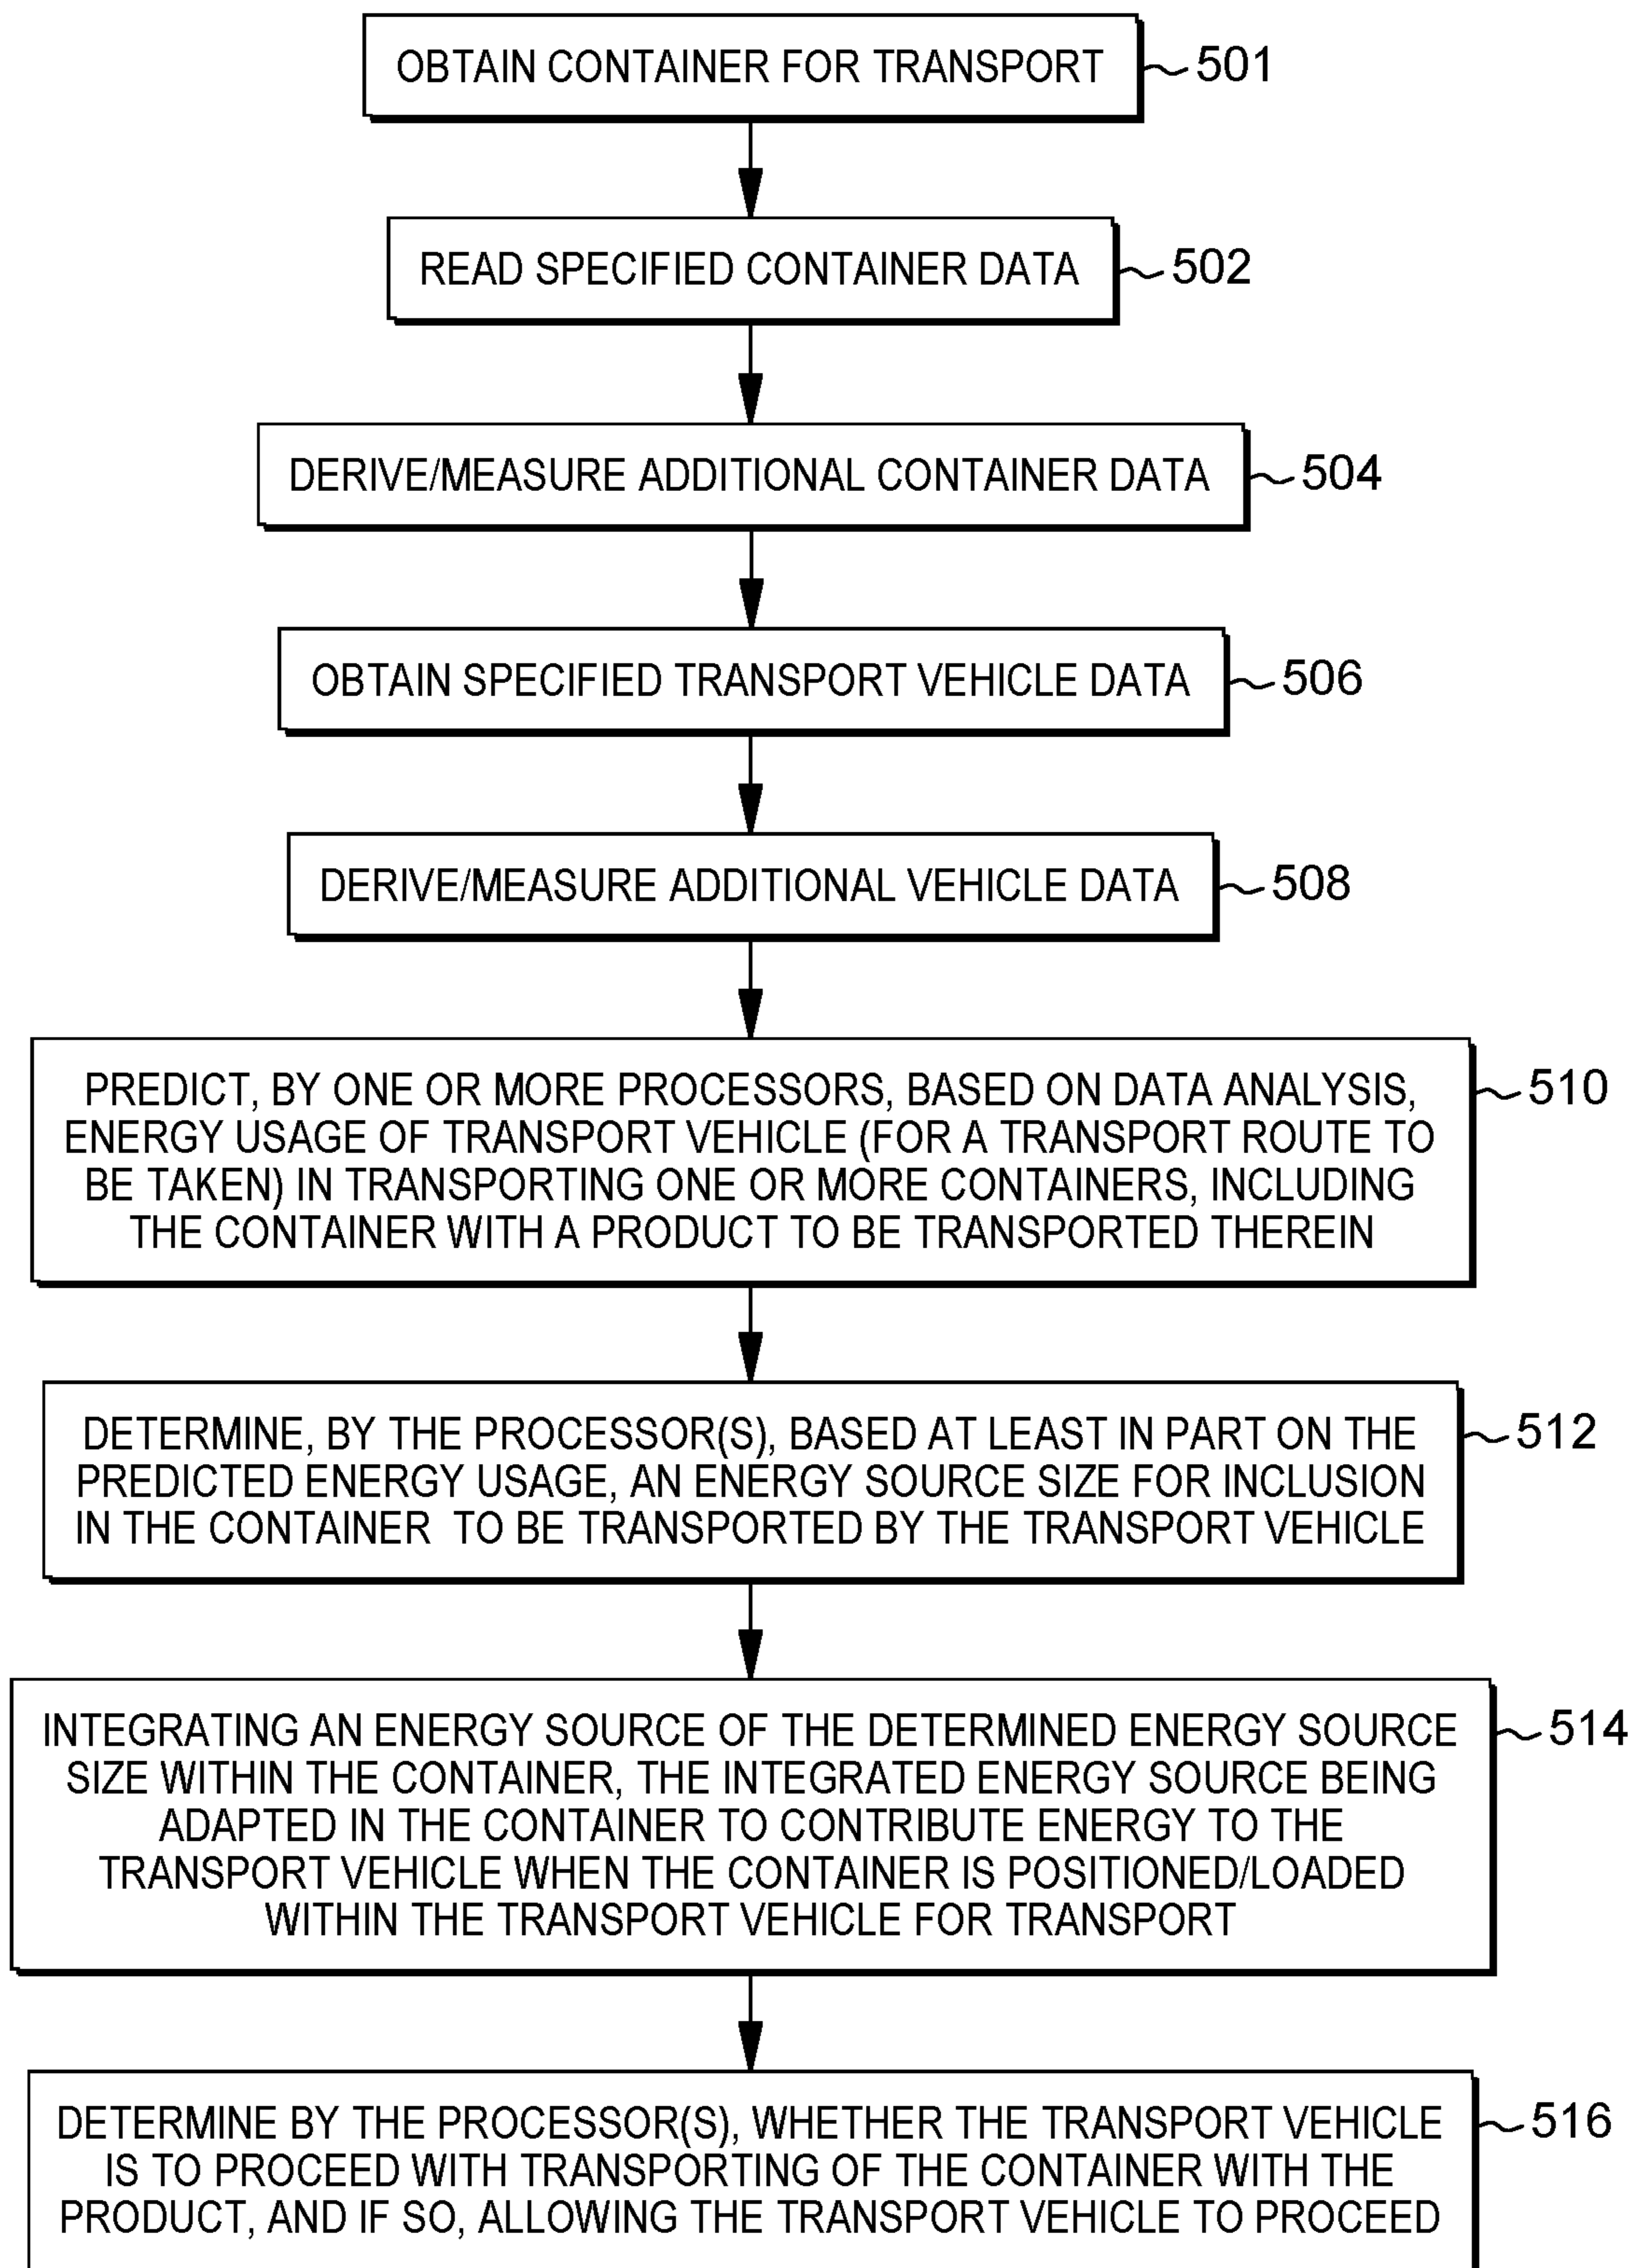 OBTAIN CONTAINER FOR TRANSPORT
501
READ SPECIFIED CONTAINER DATA
502
DERIVE/MEASURE ADDITIONAL CONTAINER DATA
504
OBTAIN SPECIFIED TRANSPORT VEHICLE DATA
506
DERIVE/MEASURE ADDITIONAL VEHICLE DATA
508
PREDICT, BY ONE OR MORE PROCESSORS, BASED ON DATA ANALYSIS,
ENERGY USAGE OF TRANSPORT VEHICLE (FOR A TRANSPORT ROUTE TO
BE TAKEN) IN TRANSPORTING ONE OR MORE CONTAINERS, INCLUDING
THE CONTAINER WITH A PRODUCT TO BE TRANSPORTED THEREIN
510
DETERMINE, BY THE PROCESSOR(S), BASED AT LEAST IN PART ON THE
PREDICTED ENERGY USAGE, AN ENERGY SOURCE SIZE FOR INCLUSION
IN THE CONTAINER TO BE TRANSPORTED BY THE TRANSPORT VEHICLE
512
INTEGRATING AN ENERGY SOURCE OF THE DETERMINED ENERGY SOURCE
SIZE WITHIN THE CONTAINER, THE INTEGRATED ENERGY SOURCE BEING
ADAPTED IN THE CONTAINER TO CONTRIBUTE ENERGY TO THE
TRANSPORT VEHICLE WHEN THE CONTAINER IS POSITIONED/LOADED
WITHIN THE TRANSPORT VEHICLE FOR TRANSPORT
514
DETERMINE BY THE PROCESSOR(S), WHETHER THE TRANSPORT VEHICLE
IS TO PROCEED WITH TRANSPORTING OF THE CONTAINER WITH THE
PRODUCT, AND IF SO, ALLOWING THE TRANSPORT VEHICLE TO PROCEED
516